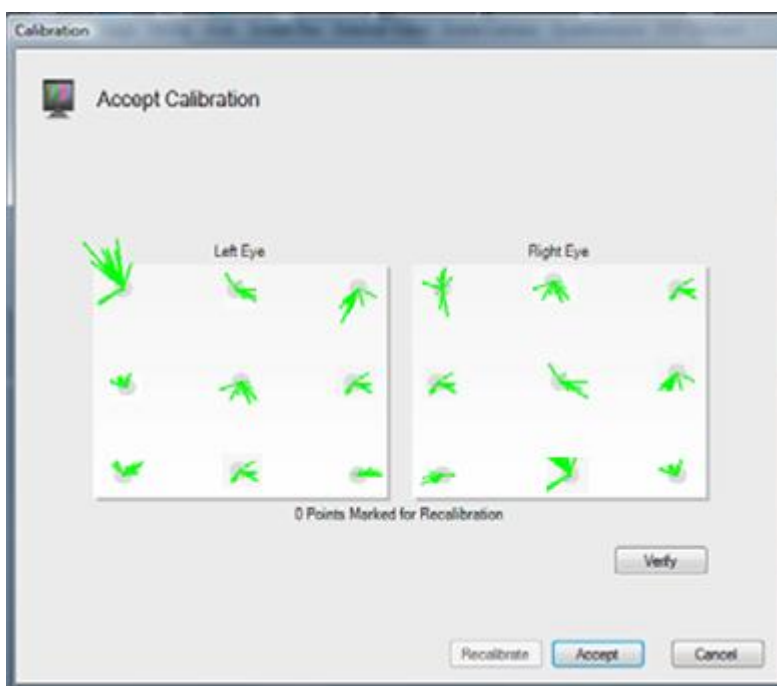 Calibration
Accept Calibration
Left Eye
Right Eye
0 Points Marked for Recalibration
Verify
Recalibrate
Accept
Cancel